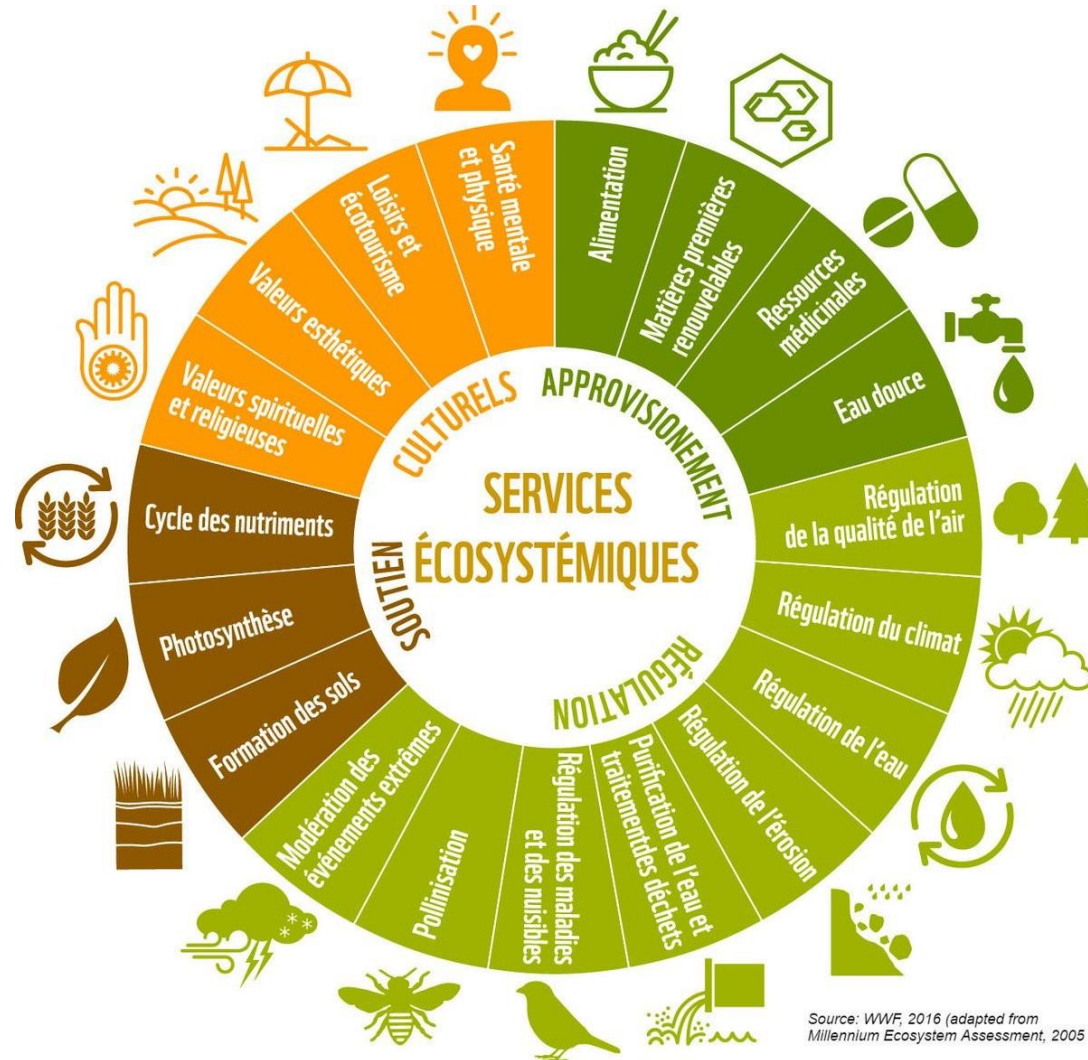 SERVICES
ÉCOSYSTÉMIQUES
APPROVISIONEMENT
Alimentation
Matières premières
renouvelables
Ressources
médicinales
Eau douce
RÉGULATION
Régulation
de la qualité de l'air
Régulation du climat
Régulation de l'eau
Régulation de l'érosion
Purification de l'eau et
traitementdes déchets
Régulation des maladies
et des nuisibles
Pollinisation
Modération des
événements extrêmes
SOUTIEN
Formation des sols
Photosynthèse
Cycle des nutriments
CULTURELS
Valeurs spirituelles
et religieuses
Valeurs esthétiques
Loisirs et
écotourisme
Santé mentale
et physique
Source: WWF, 2016 (adapted from
Millennium Ecosystem Assessment, 2005